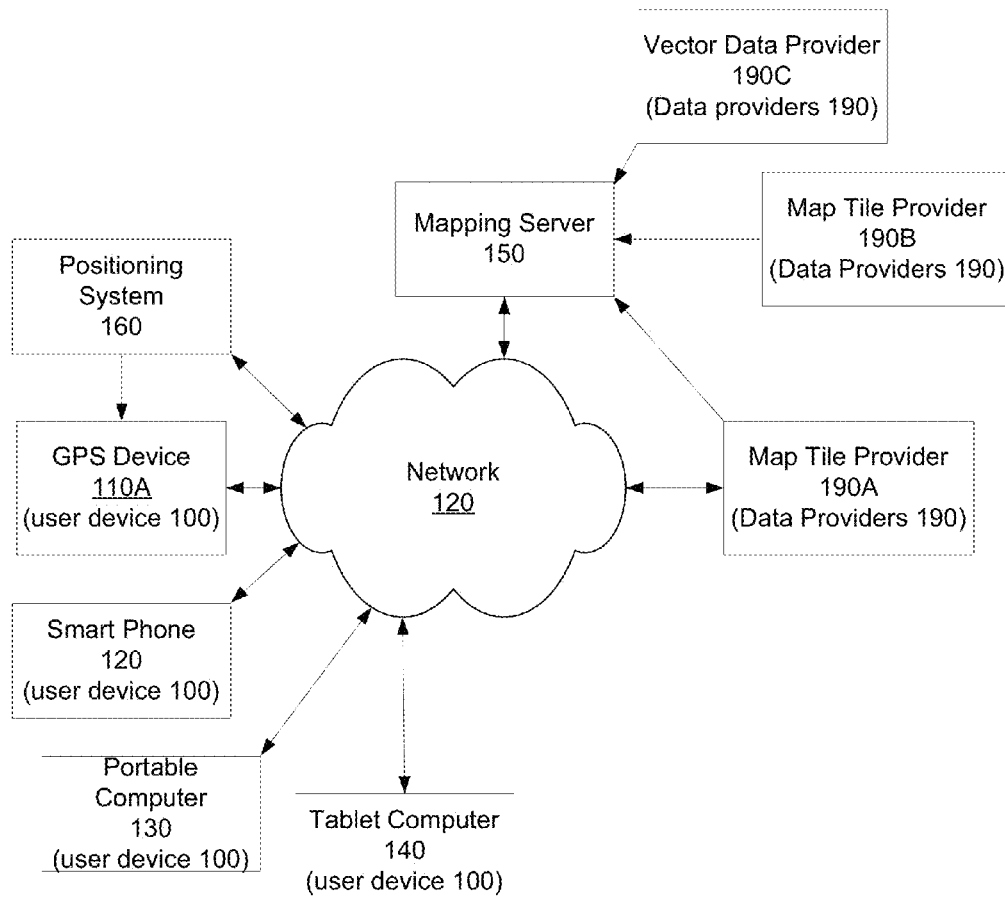 Vector Data Provider
190C
(Data providers 190)
Mapping Server
150
Map Tile Provider
190B
(Data Providers 190)
Positioning
System
160
GPS Device
110A
(user device 100)
Network
120
Map Tile Provider
190A
(Data Providers 190)
Smart Phone
120
(user device 100)
Portable
Computer
130
(user device 100)
Tablet Computer
140
(user device 100)